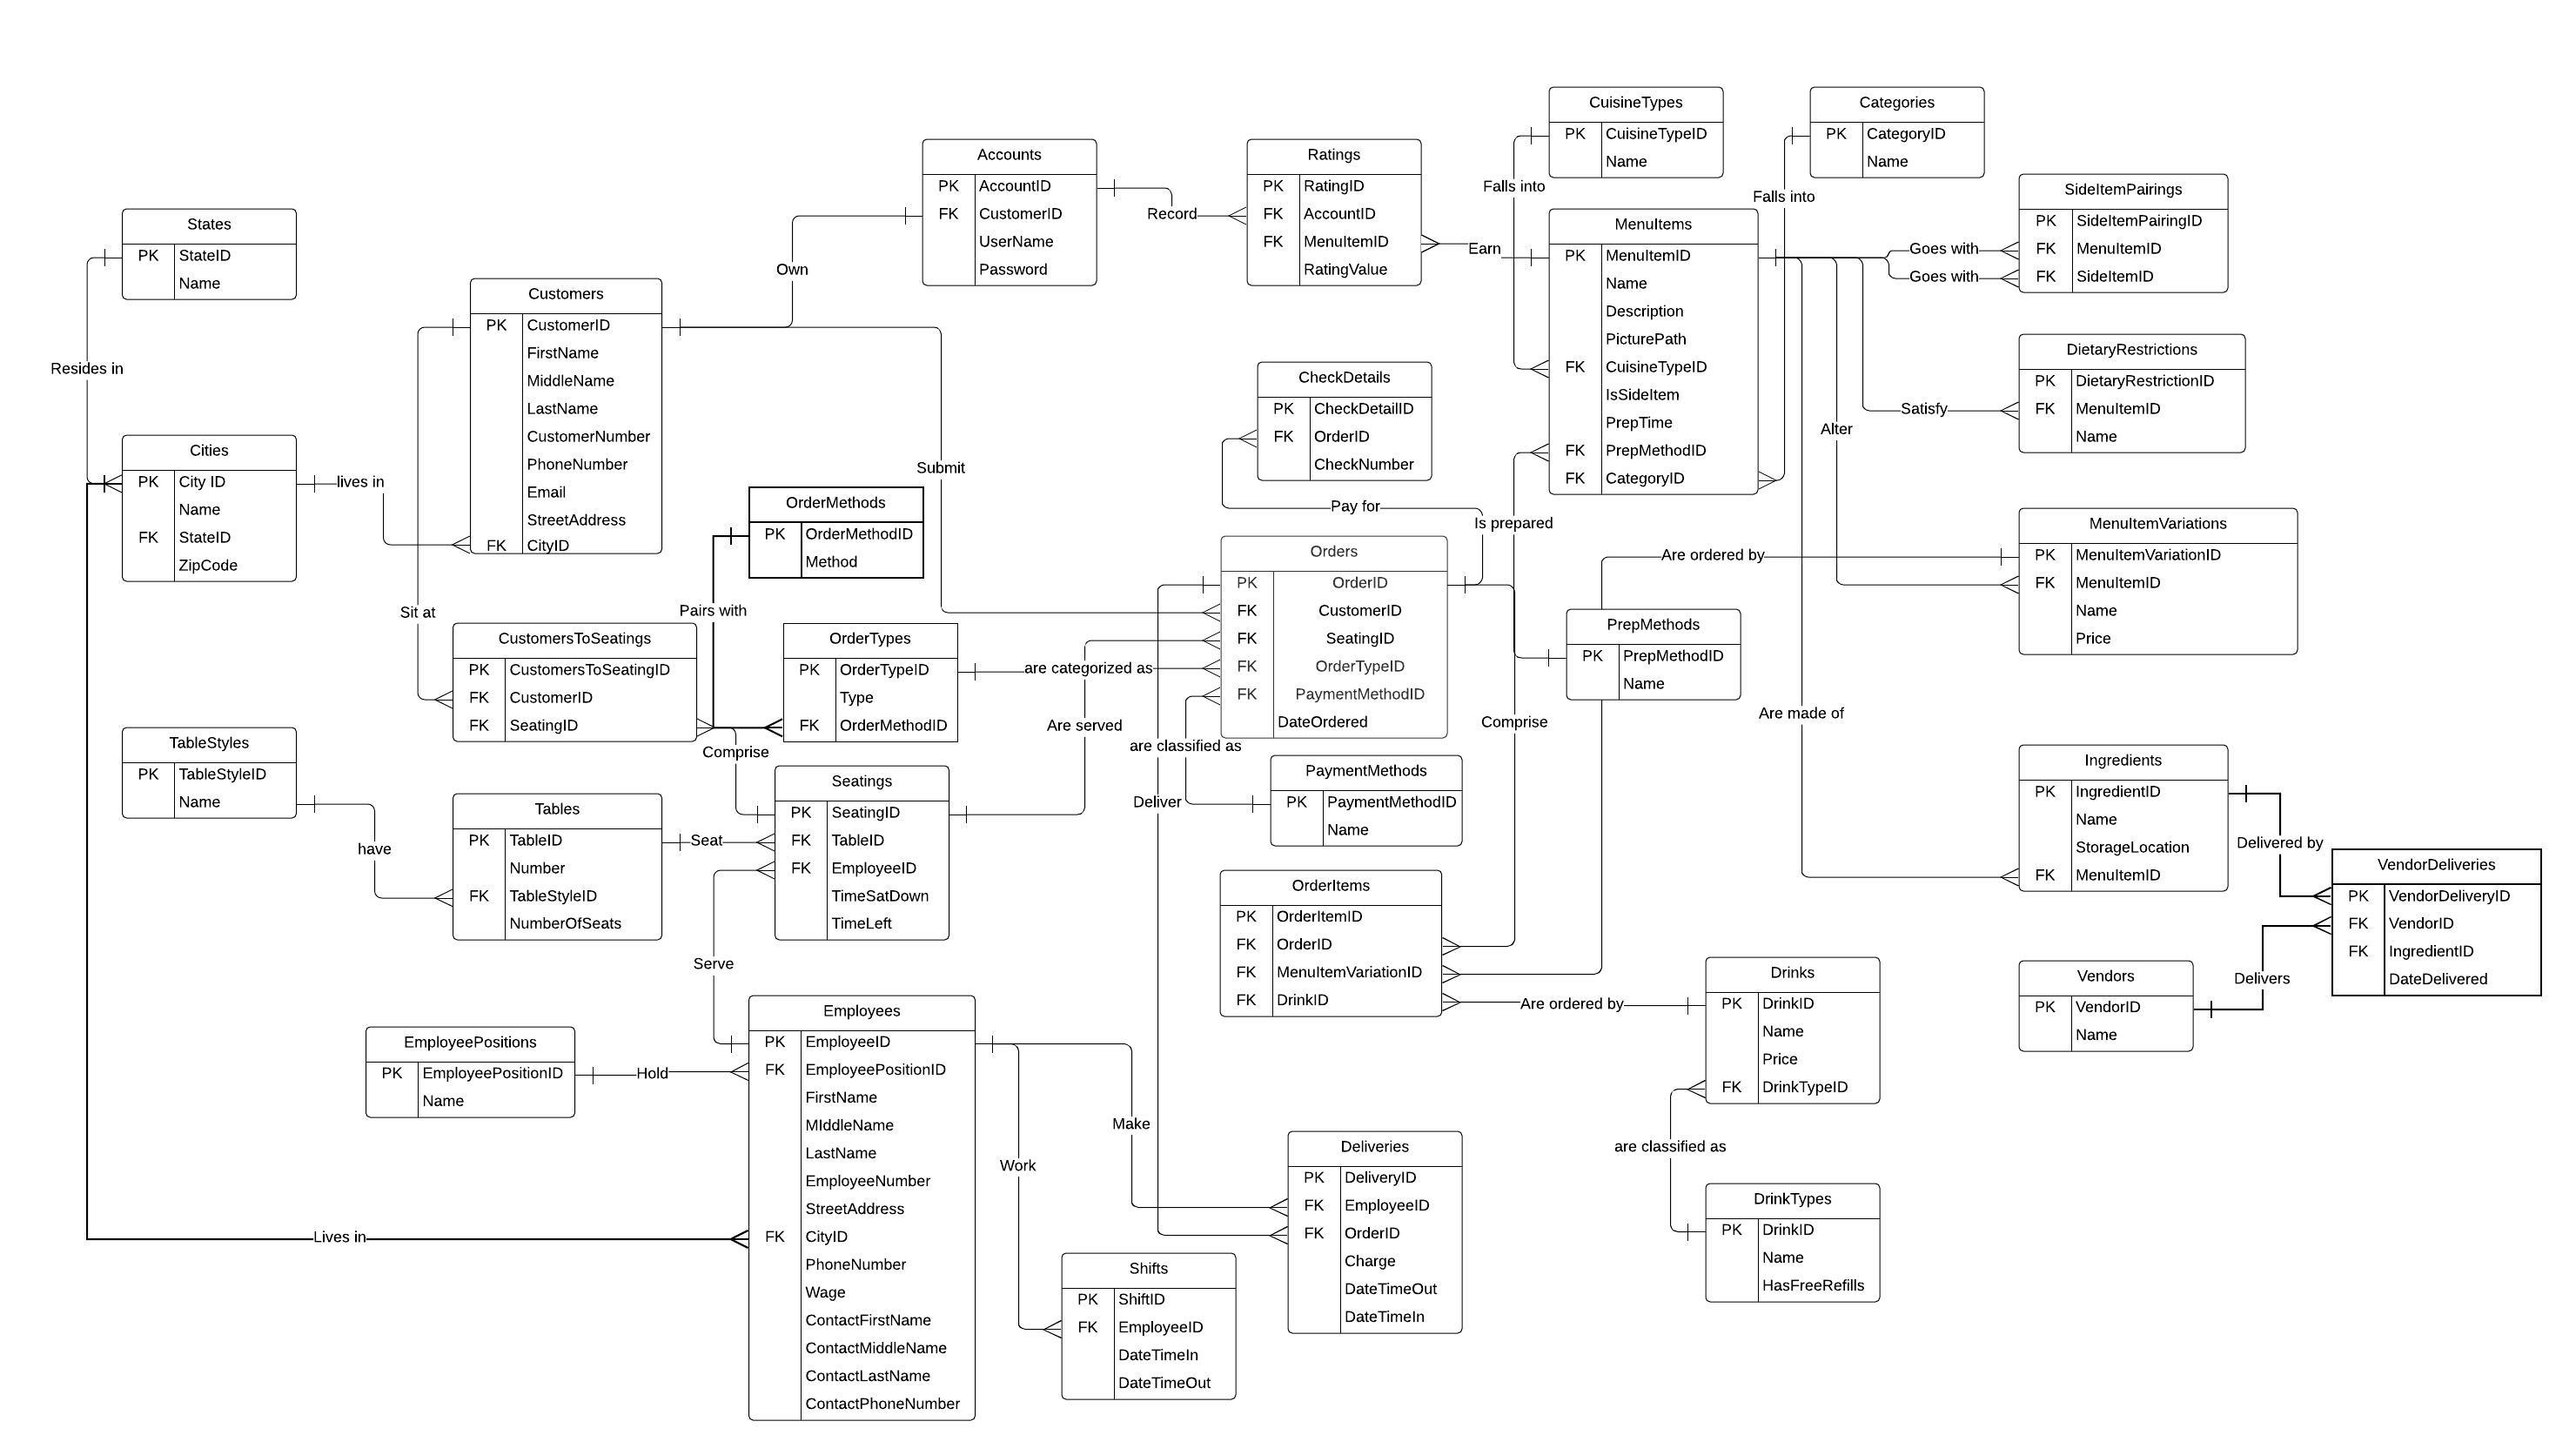 CuisineTypes
PK CuisineTypeID
Name
Categories
PK CategoryID
Name
Accounts
PK AccountID
FK CustomerID
UserName
Password
Record
Ratings
PK RatingID
FK AccountID
FK MenuItemID
RatingValue
Earn
Falls into
Falls into
SideItemPairings
PK SideItemPairingID
FK MenuItemID
FK SideItemID
Goes with
Goes with
States
PK StateID
Name
Resides in
MenuItems
PK MenuItemID
Name
Description
PicturePath
FK CuisineTypeID
IsSideItem
PrepTime
FK PrepMethodID
FK CategoryID
Own
Customers
PK CustomerID
FirstName
MiddleName
LastName
CustomerNumber
PhoneNumber
Email
StreetAddress
FK CityID
DietaryRestrictions
PK DietaryRestrictionID
FK MenuItemID
Name
Satisfy
Alter
CheckDetails
PK CheckDetailID
FK OrderID
CheckNumber
Pay for
Is prepared
Submit
Cities
PK City ID
Name
FK StateID
ZipCode
lives in
OrderMethods
PK OrderMethodID
Method
Pairs with
Sit at
MenuItemVariations
PK MenuItemVariationID
FK MenuItemID
Name
Price
Are ordered by
Orders
PK OrderID
FK CustomerID
FK SeatingID
FK OrderTypeID
FK PaymentMethodID
DateOrdered
PrepMethods
PK PrepMethodID
Name
CustomersToSeatings
PK CustomersToSeatingID
FK CustomerID
FK SeatingID
OrderTypes
PK OrderTypeID
Type
FK OrderMethodID
are categorized as
Are served
are classified as
Comprise
Comprise
Are made of
Deliver
TableStyles
PK TableStyleID
Name
have
Tables
PK TableID
Number
FK TableStyleID
NumberOfSeats
Seat
Seatings
PK SeatingID
FK TableID
FK EmployeeID
TimeSatDown
TimeLeft
Serve
PaymentMethods
PK PaymentMethodID
Name
Ingredients
PK IngredientID
Name
StorageLocation
FK MenuItemID
Delivered by
VendorDeliveries
PK VendorDeliveryID
FK VendorID
FK IngredientID
DateDelivered
Delivers
Vendors
PK VendorID
Name
OrderItems
PK OrderItemID
FK OrderID
FK MenuItemVariationID
FK DrinkID
Are ordered by
Drinks
PK DrinkID
Name
Price
FK DrinkTypeID
are classified as
DrinkTypes
PK DrinkID
Name
HasFreeRefills
EmployeePositions
PK EmployeePositionID
Name
Hold
Employees
PK EmployeeID
FK EmployeePositionID
FirstName
MIddleName
LastName
EmployeeNumber
StreetAddress
FK CityID
PhoneNumber
Wage
ContactFirstName
ContactMiddleName
ContactLastName
ContactPhoneNumber
Lives in
Make
Work
Deliveries
PK DeliveryID
FK EmployeeID
FK OrderID
Charge
DateTimeOut
DateTimeIn
Shifts
PK ShiftID
FK EmployeeID
DateTimeIn
DateTimeOut